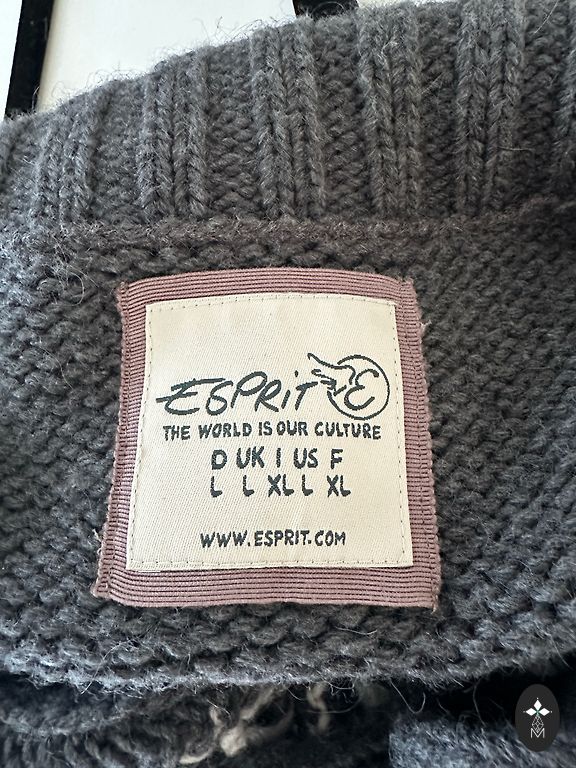 ESPRIT E
THE WORLD IS OUR CULTURE
D UK I US F
L L XL L XL
WWW.ESPRIT.COM
M